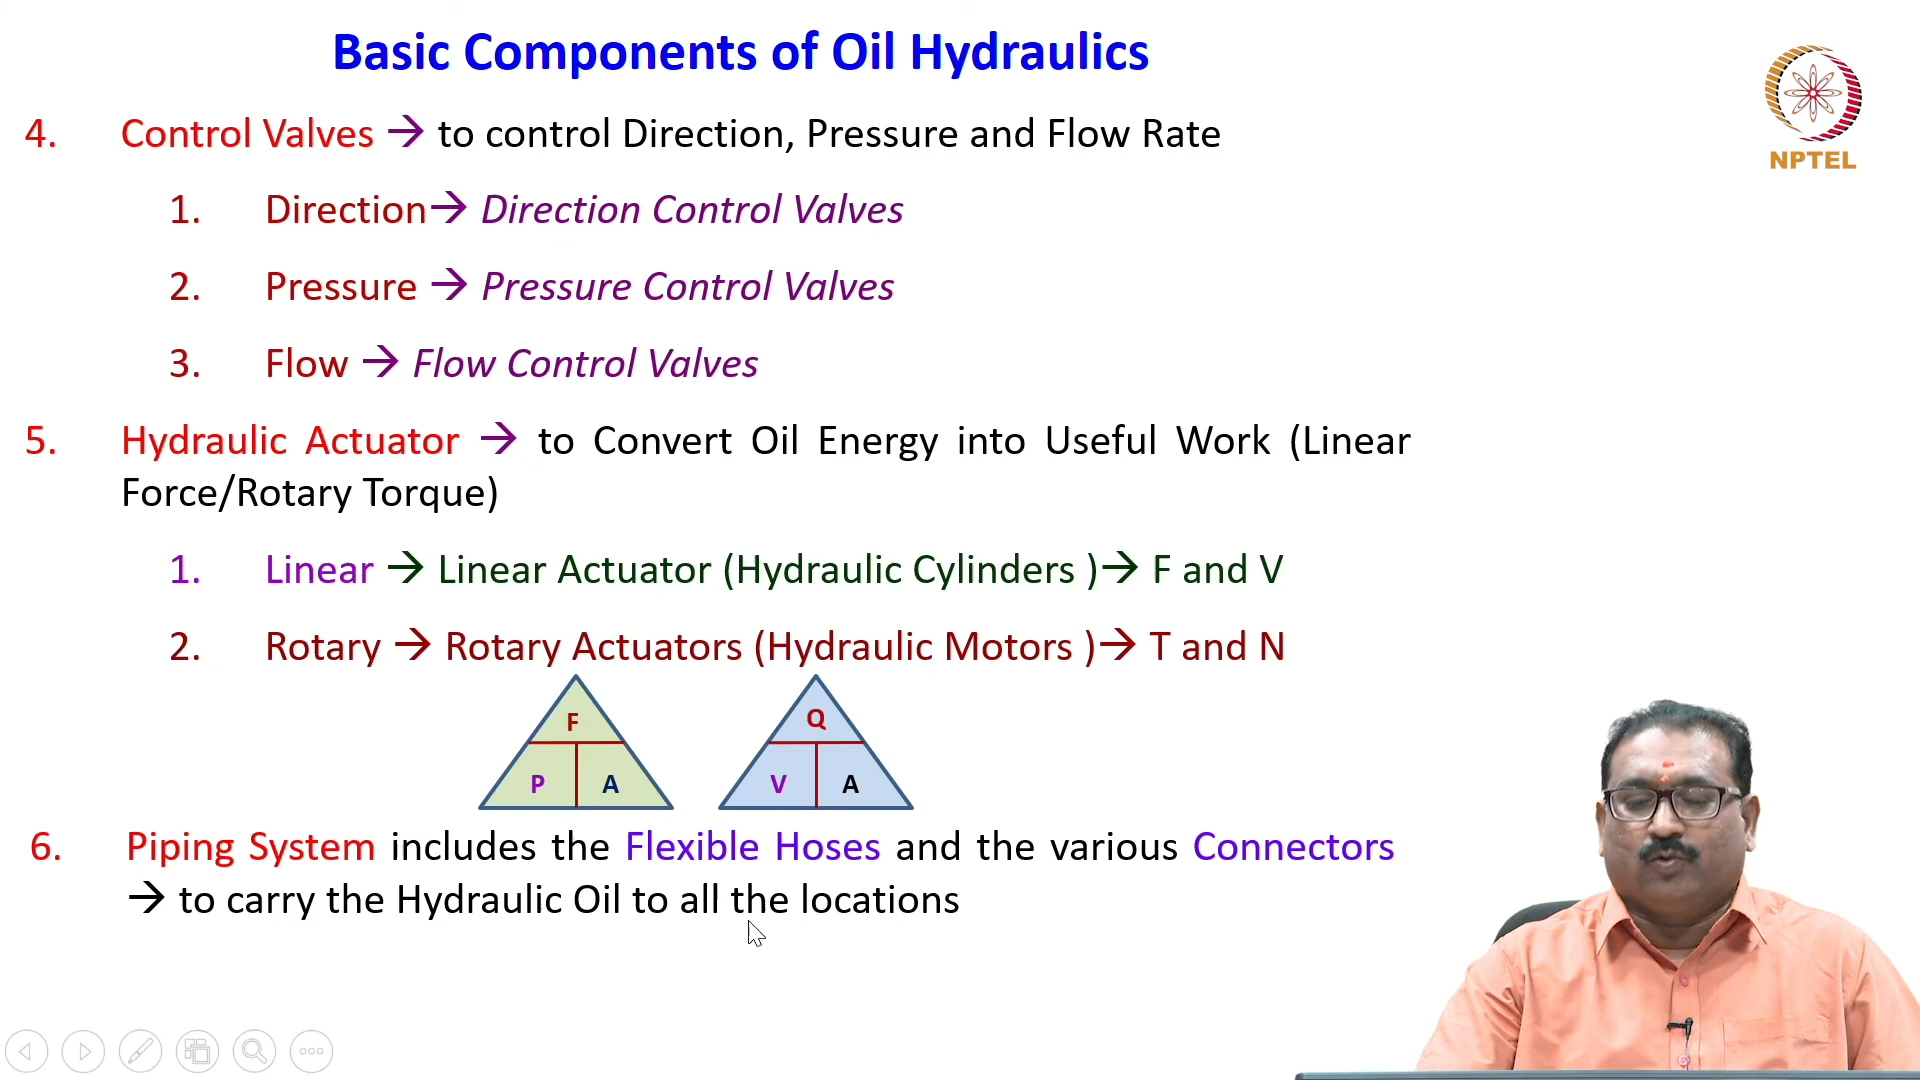 Basic Components of Oil Hydraulics
NPTEL
4. Control Valves → to control Direction, Pressure and Flow Rate
1. Direction→ Direction Control Valves
2. Pressure → Pressure Control Valves
3. Flow → Flow Control Valves
5. Hydraulic Actuator → to Convert Oil Energy into Useful Work (Linear
Force/Rotary Torque)
1. Linear → Linear Actuator (Hydraulic Cylinders )→ F and V
2. Rotary → Rotary Actuators (Hydraulic Motors )→ T and N
F
P A
Q
V A
6. Piping System includes the Flexible Hoses and the various Connectors
→ to carry the Hydraulic Oil to all the locations